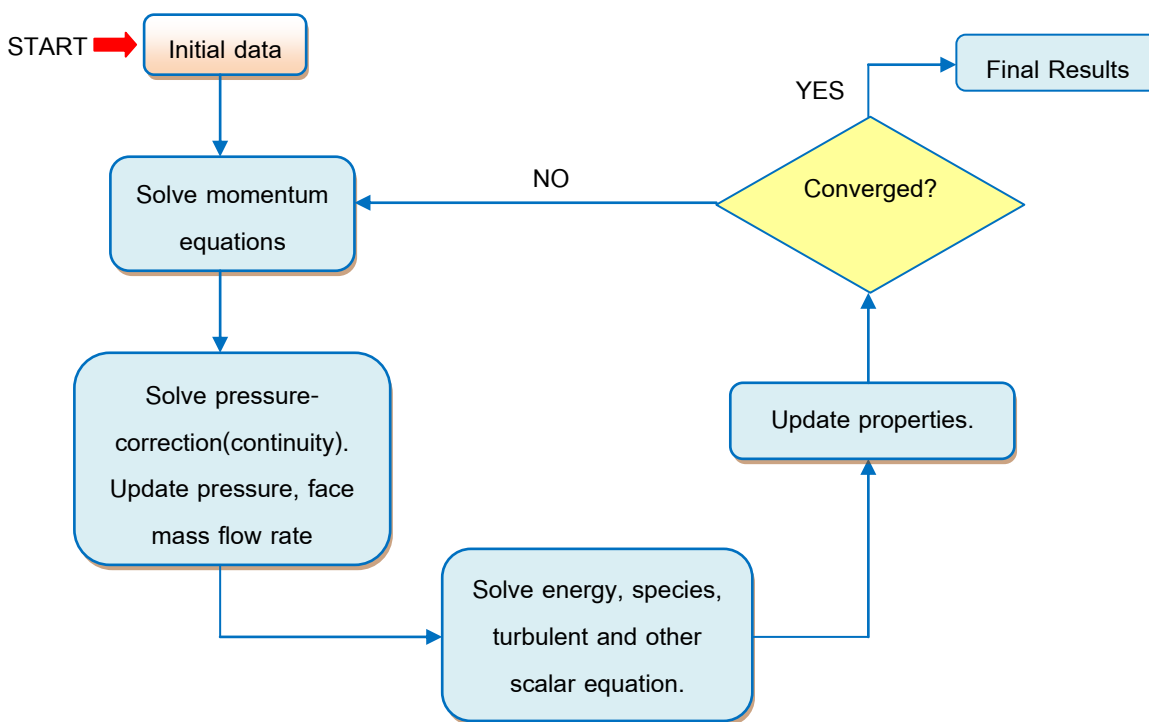 START
Initial data
Solve momentum
equations
Solve pressure-
correction(continuity).
Update pressure, face
mass flow rate
Solve energy, species,
turbulent and other
scalar equation.
Update properties.
Converged?
NO
YES
Final Results